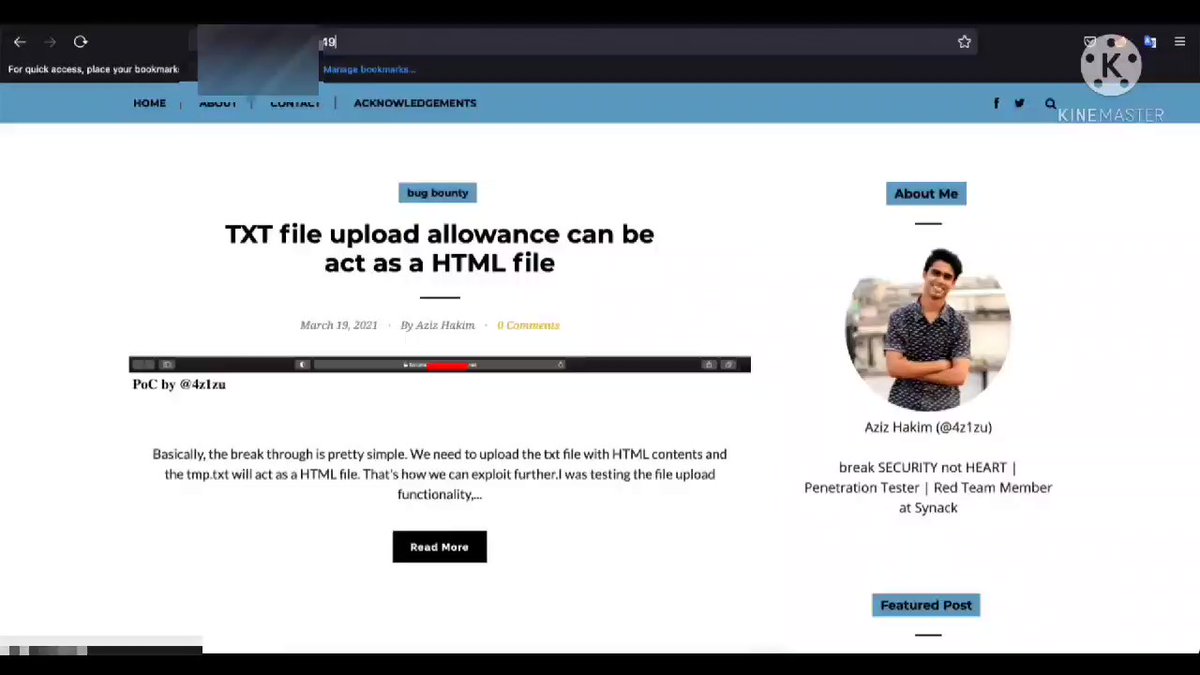 49
For quick access, place your bookmark
Manage bookmarks...
K
KINEMASTER
HOME | ABOUT | CONTACT | ACKNOWLEDGEMENTS
bug bounty
TXT file upload allowance can be
act as a HTML file
March 19, 2021 · By Aziz Hakim · 0 Comments
PoC by @4z1zu
Basically, the break through is pretty simple. We need to upload the txt file with HTML contents and
the tmp.txt will act as a HTML file. That's how we can exploit further.I was testing the file upload
functionality,...
Read More
About Me
Aziz Hakim (@4z1zu)
break SECURITY not HEART |
Penetration Tester | Red Team Member
at Synack
Featured Post